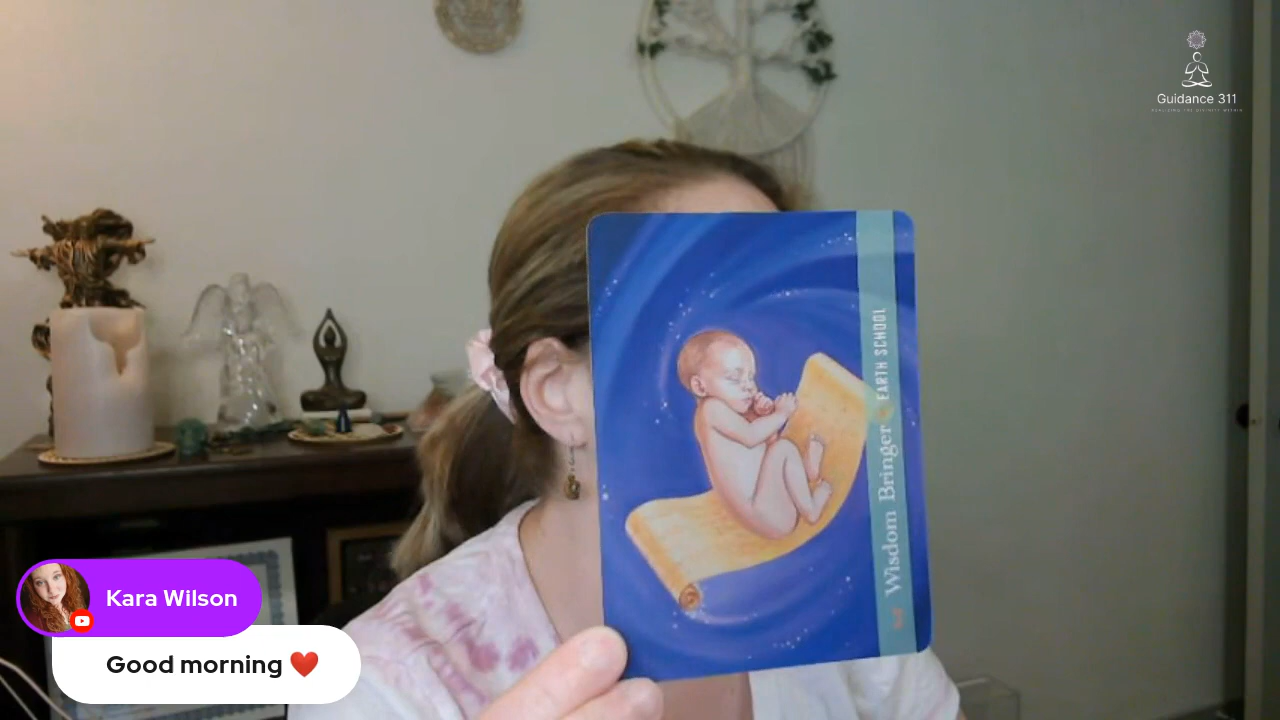 Guidance 311
Wisdom Bringer
EARTH SCHOOL
Kara Wilson
Good morning ❤️